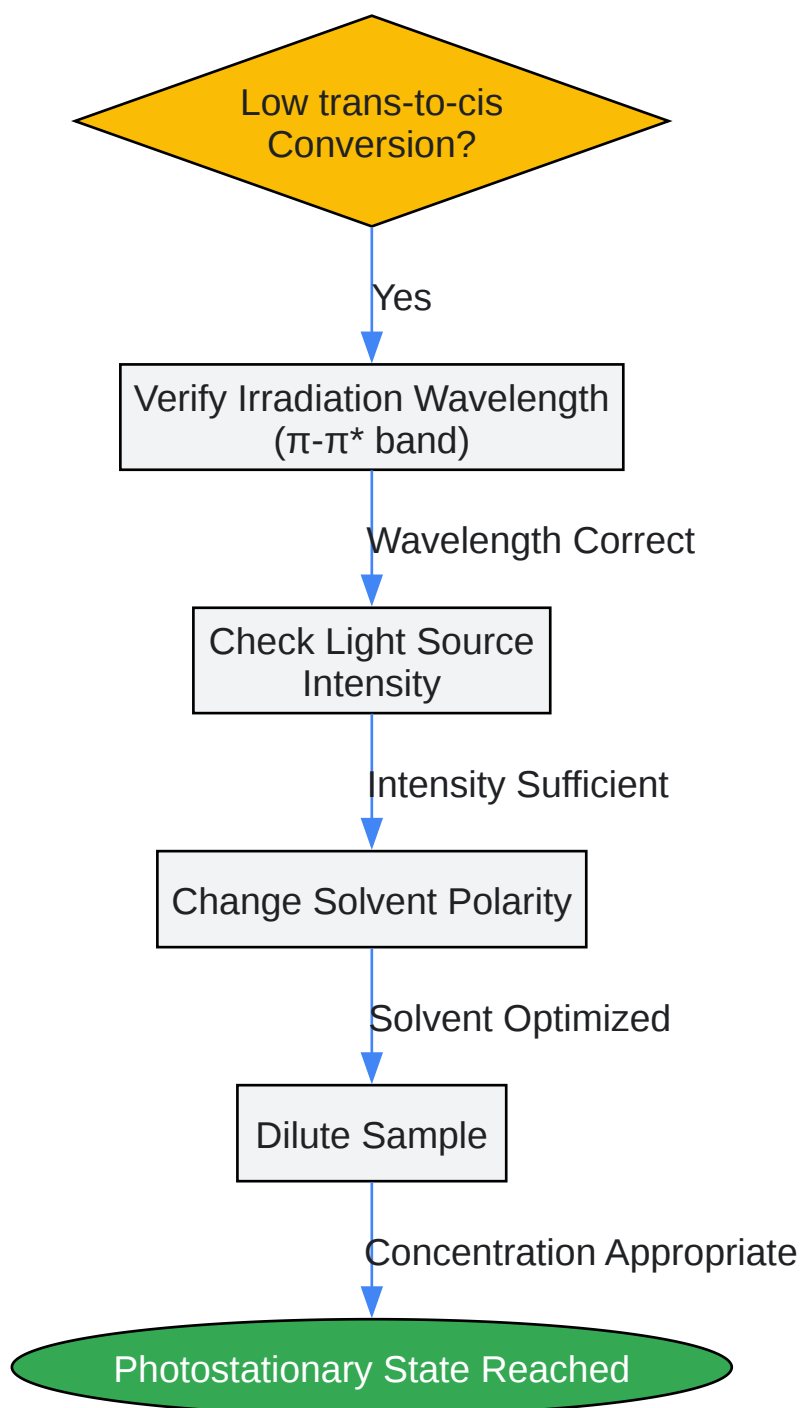 Low trans-to-cis
Conversion?
Yes
Verify Irradiation Wavelength
(π-π* band)
Wavelength Correct
Check Light Source
Intensity
Intensity Sufficient
Change Solvent Polarity
Solvent Optimized
Dilute Sample
Concentration Appropriate
Photostationary State Reached